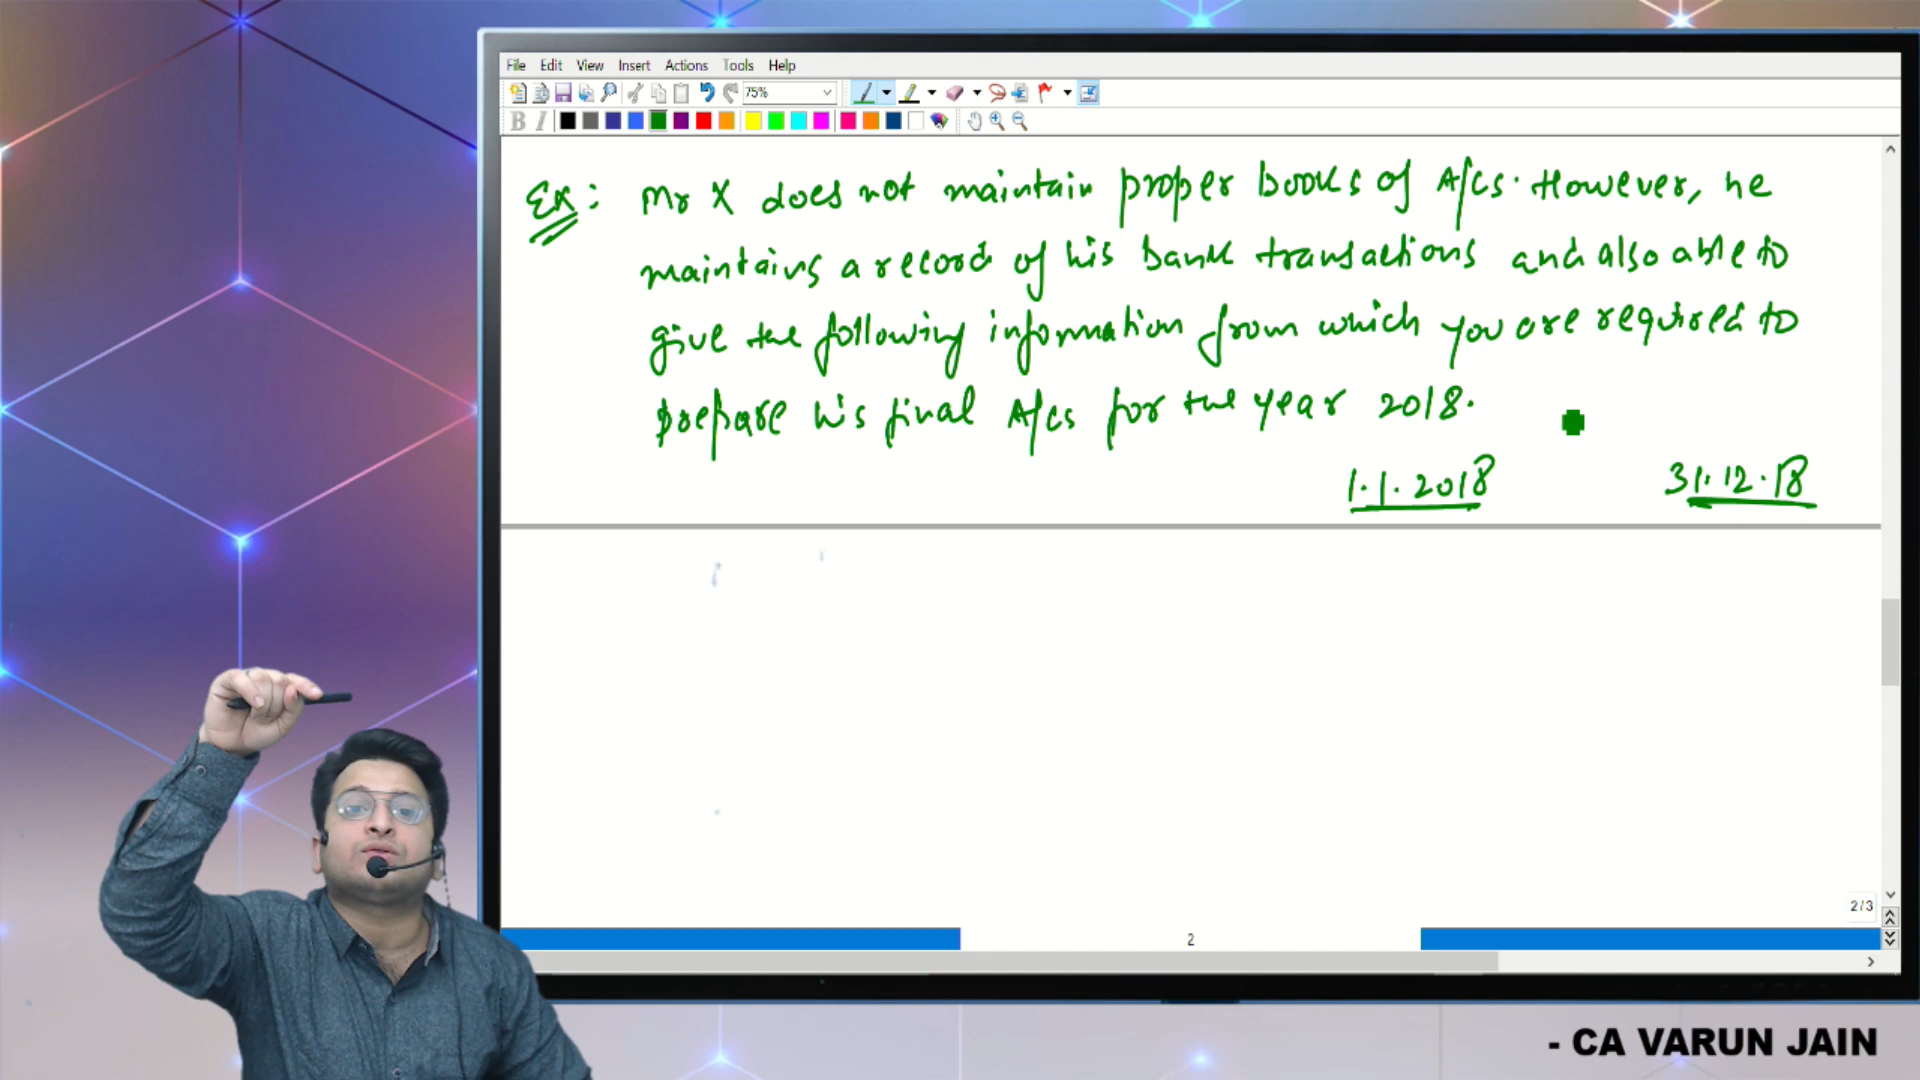 File Edit View Insert Actions Tools Help
75%
B I
Ex: Mr X does not maintain proper books of A/cs. However, he
maintains a record of his bank transactions and also able to
give the following information from which you are required to
prepare his final A/cs for the year 2018.
1.1.2018 31.12.18
2/3
2
- CA VARUN JAIN